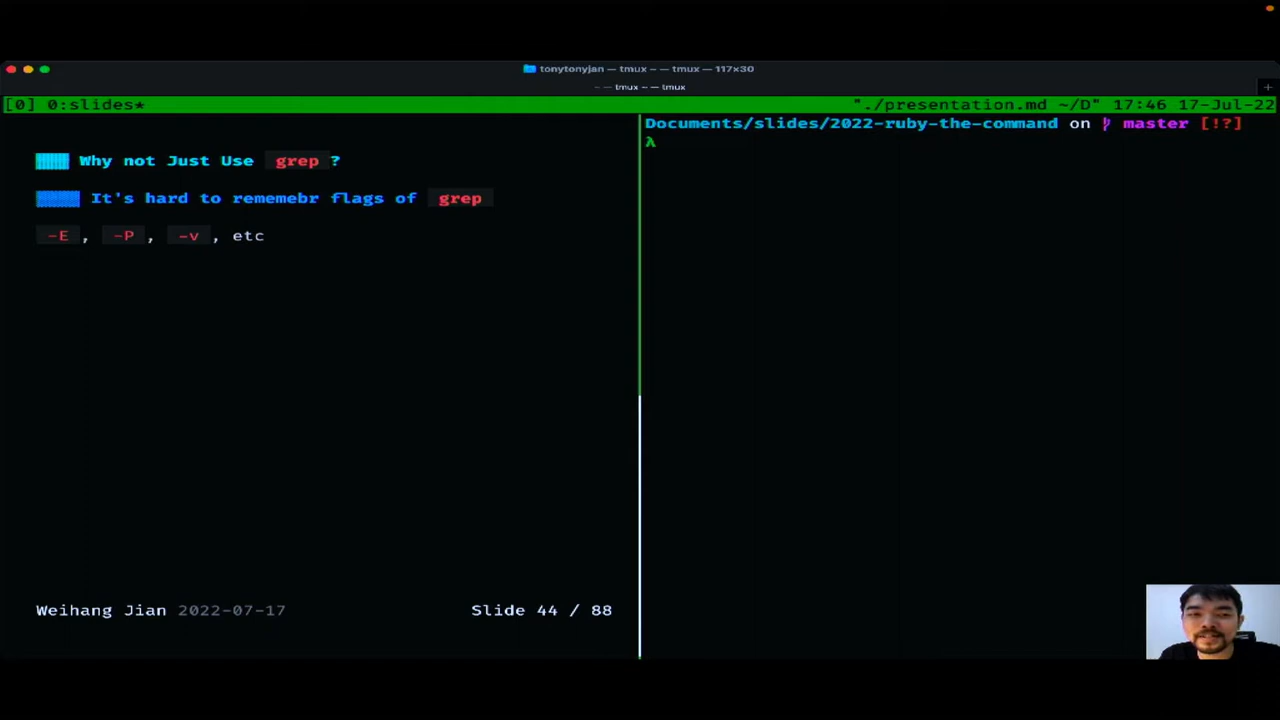 tonytonyjan — tmux - — tmux — 117×30
~ — tmux ~ — tmux
+
[0] 0:slides* "./presentation.md ~/D" 17:46 17-Jul-22
Why not Just Use grep ?
It's hard to rememebr flags of grep
-E , -P , -v , etc
Weihang Jian 2022-07-17 Slide 44 / 88
Documents/slides/2022-ruby-the-command on master [!?]
λ